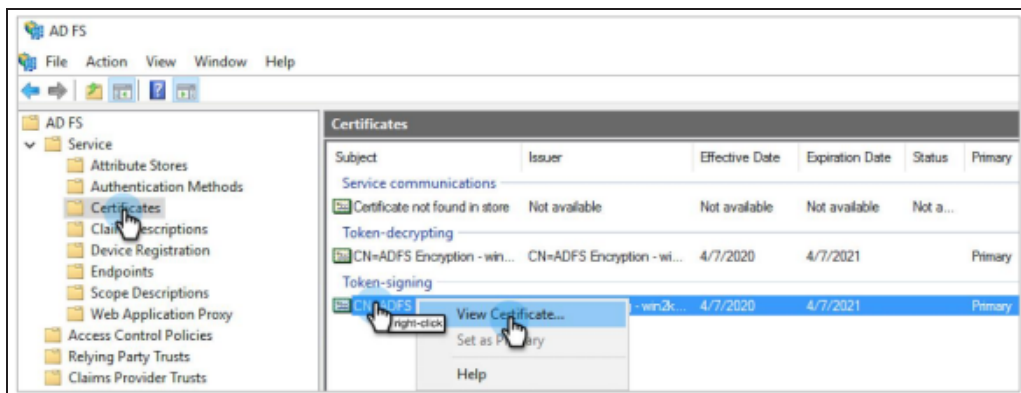 AD FS
File Action View Window Help
AD FS
Service
Attribute Stores
Authentication Methods
Certificates
Device Registration
Endpoints
Scope Descriptions
Web Application Proxy
Access Control Policies
Relying Party Trusts
Claims Provider Trusts
Certificates
Subject Issuer Effective Date Expiration Date Status Primary
Service communications
Certificate not found in store Not available Not available Not available Not a...
Token-decrypting
CN=ADFS Encryption - win... CN=ADFS Encryption - wi... 4/7/2020 4/7/2021 Primary
Token-signing
ADFS - win2k... 4/7/2020 4/7/2021 Primary
right-click
View Certificate...
Set as
Help